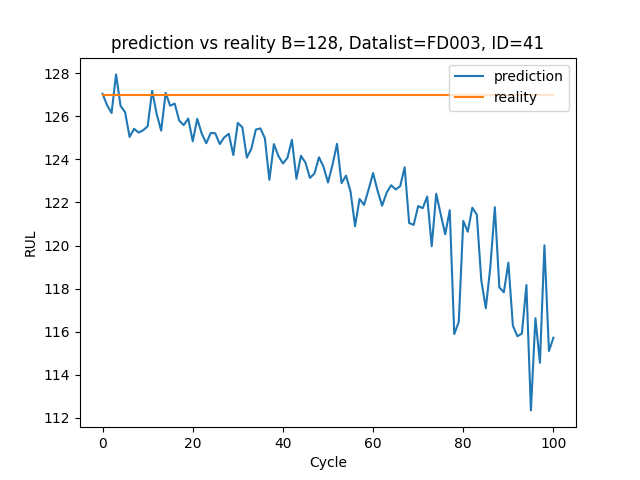 prediction vs reality B=128, Datalist=FD003, ID=41
prediction
reality
128
126
124
122
120
118
116
114
112
RUL
0 20 40 60 80 100
Cycle